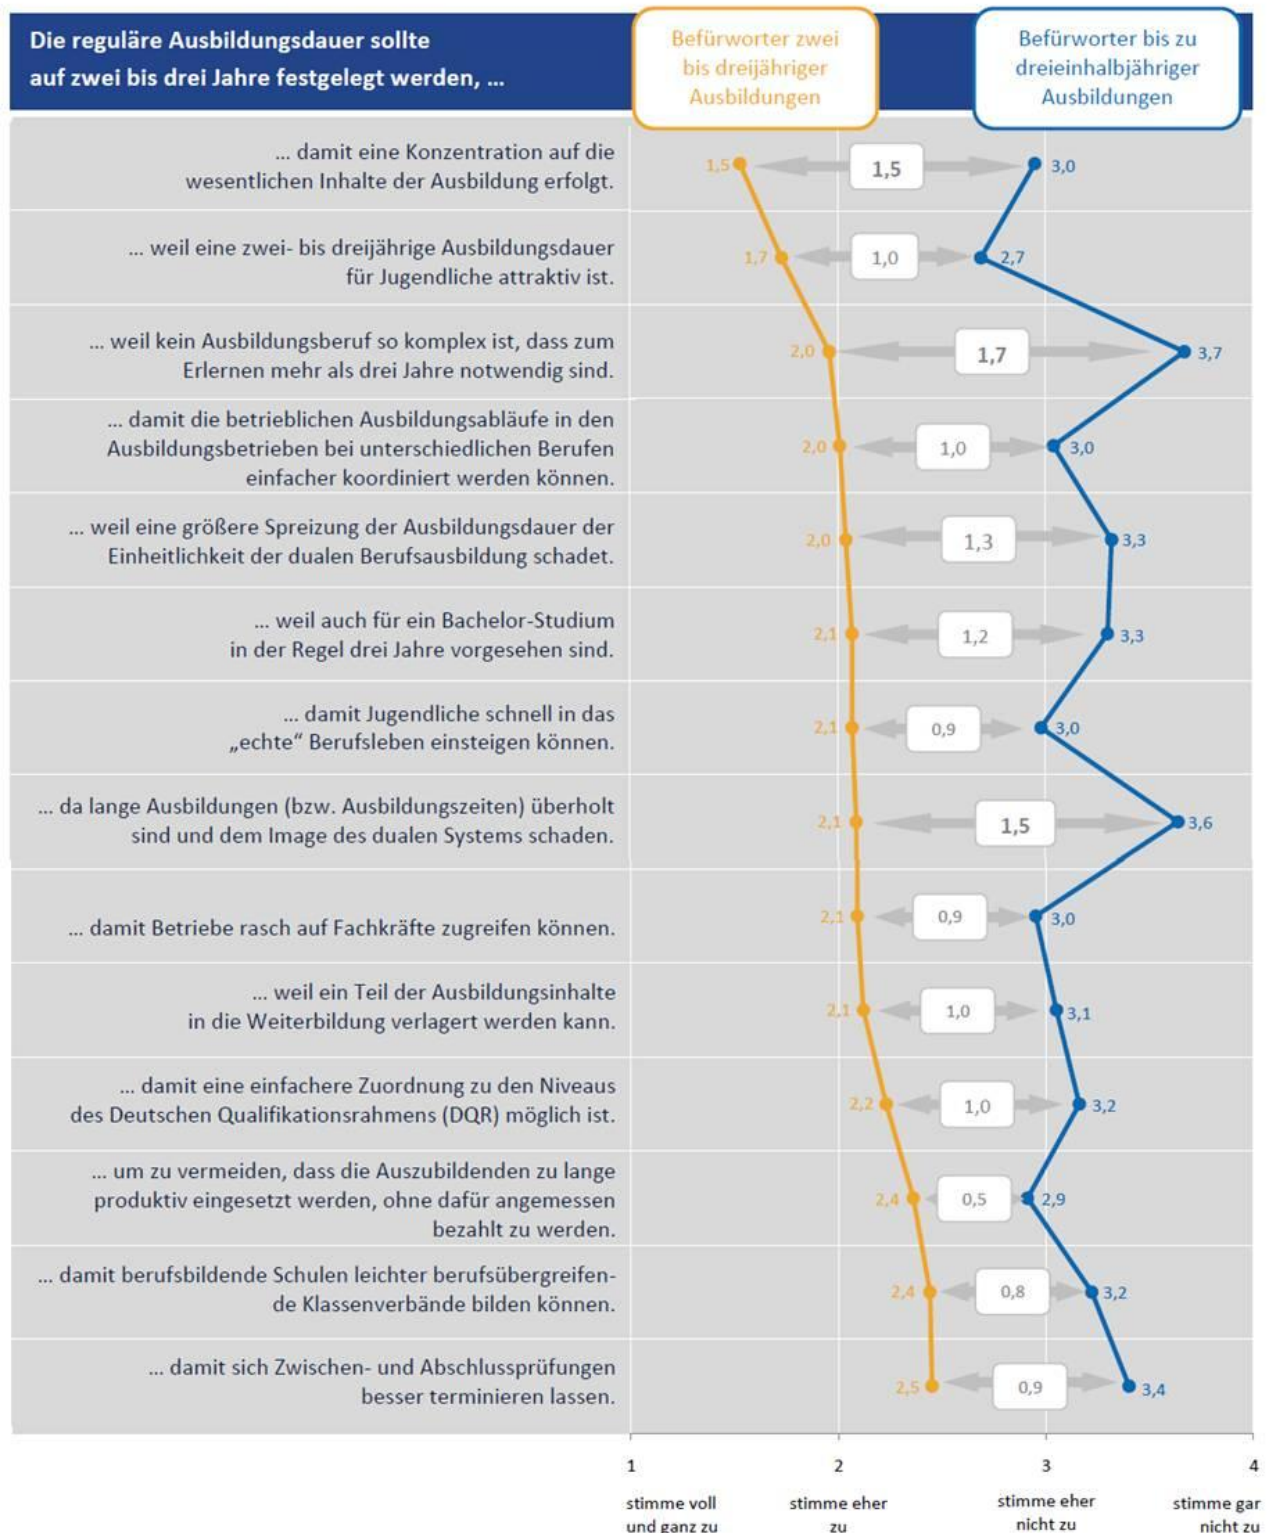 Die reguläre Ausbildungsdauer sollte
auf zwei bis drei Jahre festgelegt werden, ...
Befürworter zwei
bis dreijähriger
Ausbildungen
Befürworter bis zu
dreieinhalbjähriger
Ausbildungen
... damit eine Konzentration auf die
wesentlichen Inhalte der Ausbildung erfolgt.
1,5
1,5
3,0
... weil eine zwei- bis dreijährige Ausbildungsdauer
für Jugendliche attraktiv ist.
1,7
1,0
2,7
... weil kein Ausbildungsberuf so komplex ist, dass zum
Erlernen mehr als drei Jahre notwendig sind.
2,0
1,7
3,7
... damit die betrieblichen Ausbildungsabläufe in den
Ausbildungsbetrieben bei unterschiedlichen Berufen
einfacher koordiniert werden können.
2,0
1,0
3,0
... weil eine größere Spreizung der Ausbildungsdauer der
Einheitlichkeit der dualen Berufsausbildung schadet.
2,0
1,3
3,3
... weil auch für ein Bachelor-Studium
in der Regel drei Jahre vorgesehen sind.
2,1
1,2
3,3
... damit Jugendliche schnell in das
„echte“ Berufsleben einsteigen können.
2,1
0,9
3,0
... da lange Ausbildungen (bzw. Ausbildungszeiten) überholt
sind und dem Image des dualen Systems schaden.
2,1
1,5
3,6
... damit Betriebe rasch auf Fachkräfte zugreifen können.
2,1
0,9
3,0
... weil ein Teil der Ausbildungsinhalte
in die Weiterbildung verlagert werden kann.
2,1
1,0
3,1
... damit eine einfachere Zuordnung zu den Niveaus
des Deutschen Qualifikationsrahmens (DQR) möglich ist.
2,2
1,0
3,2
... um zu vermeiden, dass die Auszubildenden zu lange
produktiv eingesetzt werden, ohne dafür angemessen
bezahlt zu werden.
2,4
0,5
2,9
... damit berufsbildende Schulen leichter berufsübergreifen-
de Klassenverbände bilden können.
2,4
0,8
3,2
... damit sich Zwischen- und Abschlussprüfungen
besser terminieren lassen.
2,5
0,9
3,4
1
2
3
4
stimme voll
und ganz zu
stimme eher
zu
stimme eher
nicht zu
stimme gar
nicht zu